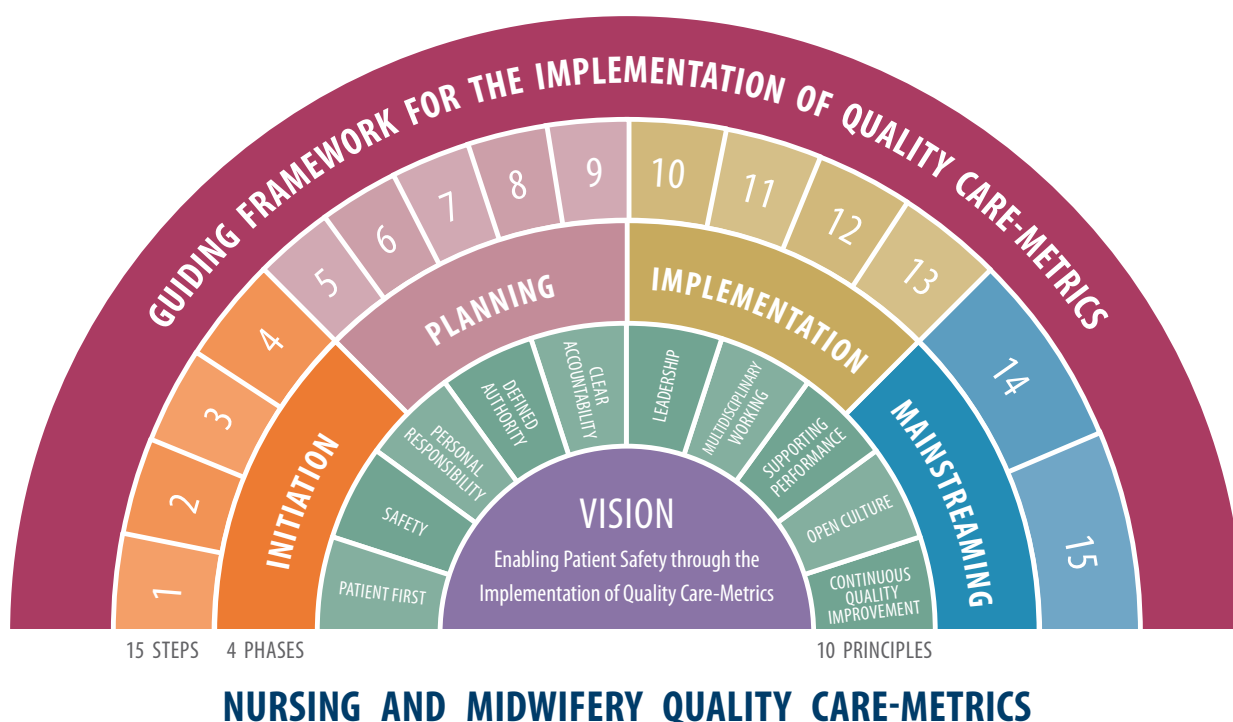 GUIDING FRAMEWORK FOR THE IMPLEMENTATION OF QUALITY CARE-METRICS
1
2
3
4
5
6
7
8
9
10
11
12
13
14
15
INITIATION
PLANNING
IMPLEMENTATION
MAINSTREAMING
PATIENT FIRST
SAFETY
PERSONAL
RESPONSIBILITY
DEFINED
AUTHORITY
CLEAR
ACCOUNTABILITY
LEADERSHIP
MULTIDISCIPLINARY
WORKING
SUPPORTING
PERFORMANCE
OPEN CULTURE
CONTINUOUS
QUALITY
IMPROVEMENT
VISION
Enabling Patient Safety through the
Implementation of Quality Care-Metrics
15 STEPS
4 PHASES
10 PRINCIPLES
NURSING AND MIDWIFERY QUALITY CARE-METRICS